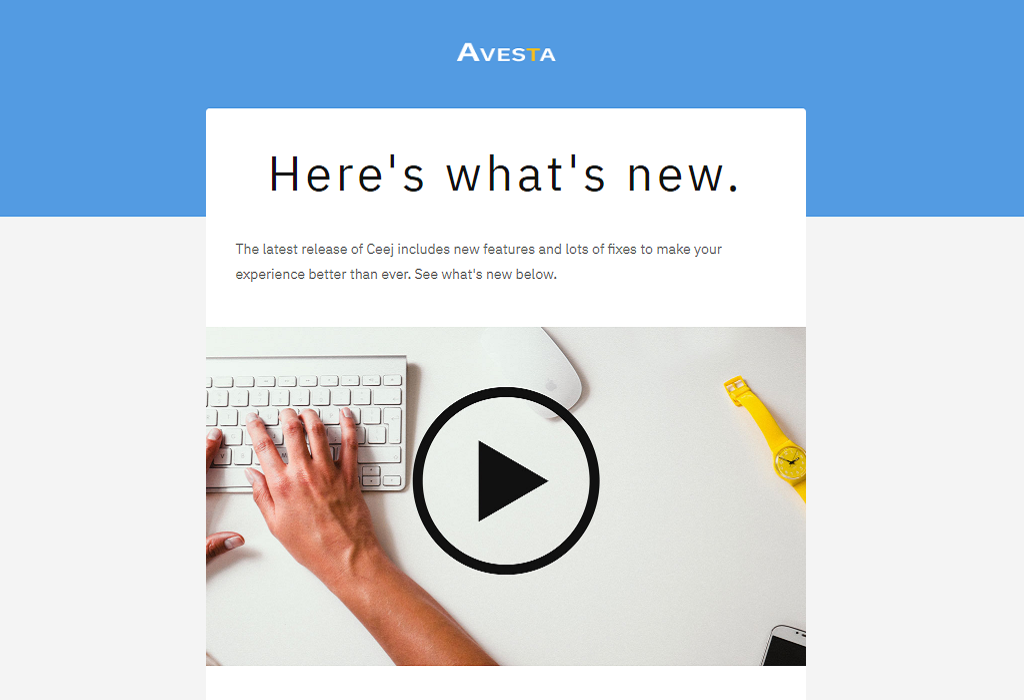 AVESTA
Here's what's new.
The latest release of Ceej includes new features and lots of fixes to make your
experience better than ever. See what's new below.